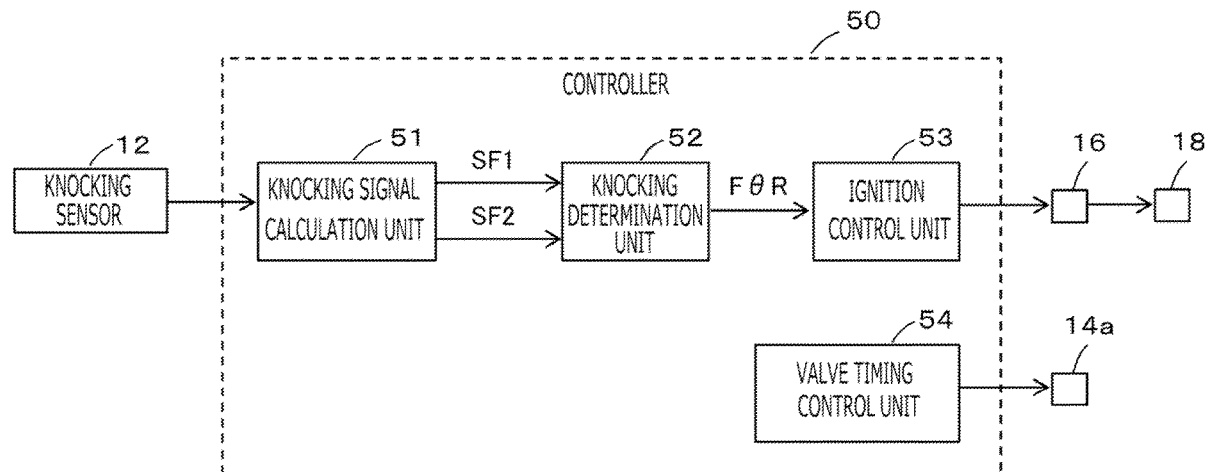 50
CONTROLLER
12
KNOCKING
SENSOR
51
KNOCKING SIGNAL
CALCULATION UNIT
SF1
SF2
52
KNOCKING
DETERMINATION
UNIT
FθR
53
IGNITION
CONTROL UNIT
16
18
54
VALVE TIMING
CONTROL UNIT
14a